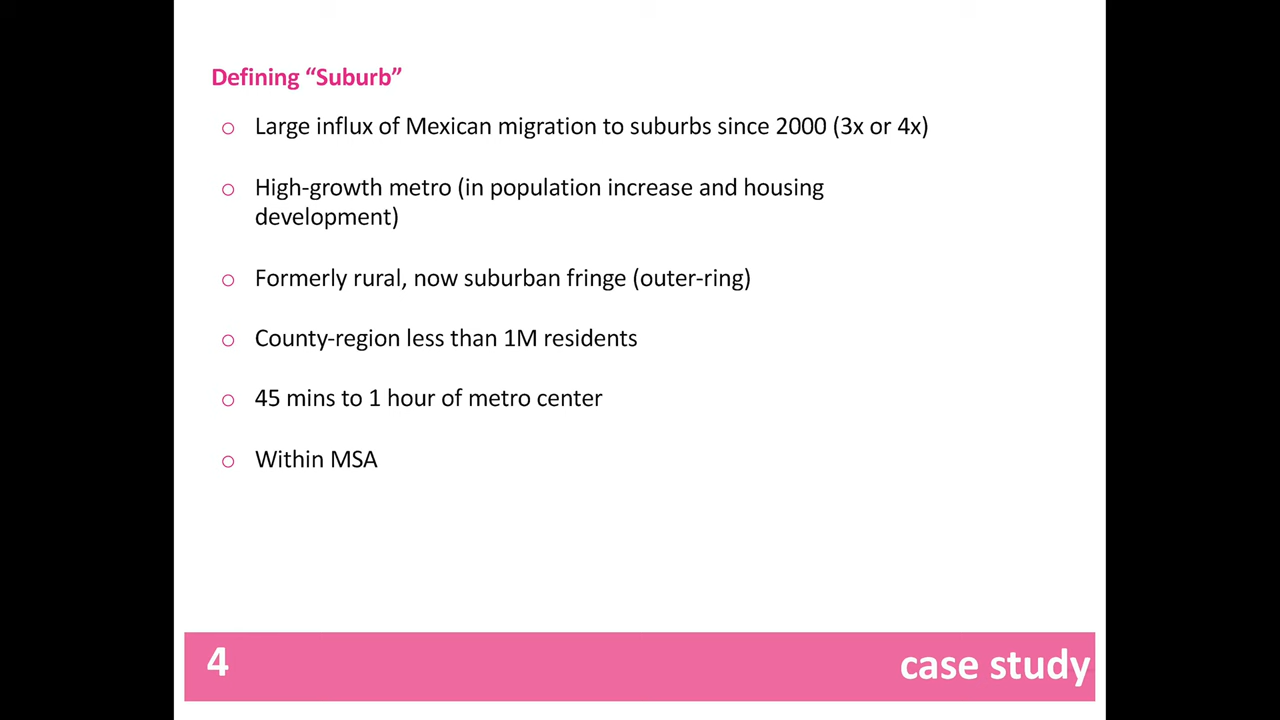 Defining “Suburb”
Large influx of Mexican migration to suburbs since 2000 (3x or 4x)
High-growth metro (in population increase and housing
development)
Formerly rural, now suburban fringe (outer-ring)
County-region less than 1M residents
45 mins to 1 hour of metro center
Within MSA
4
case study